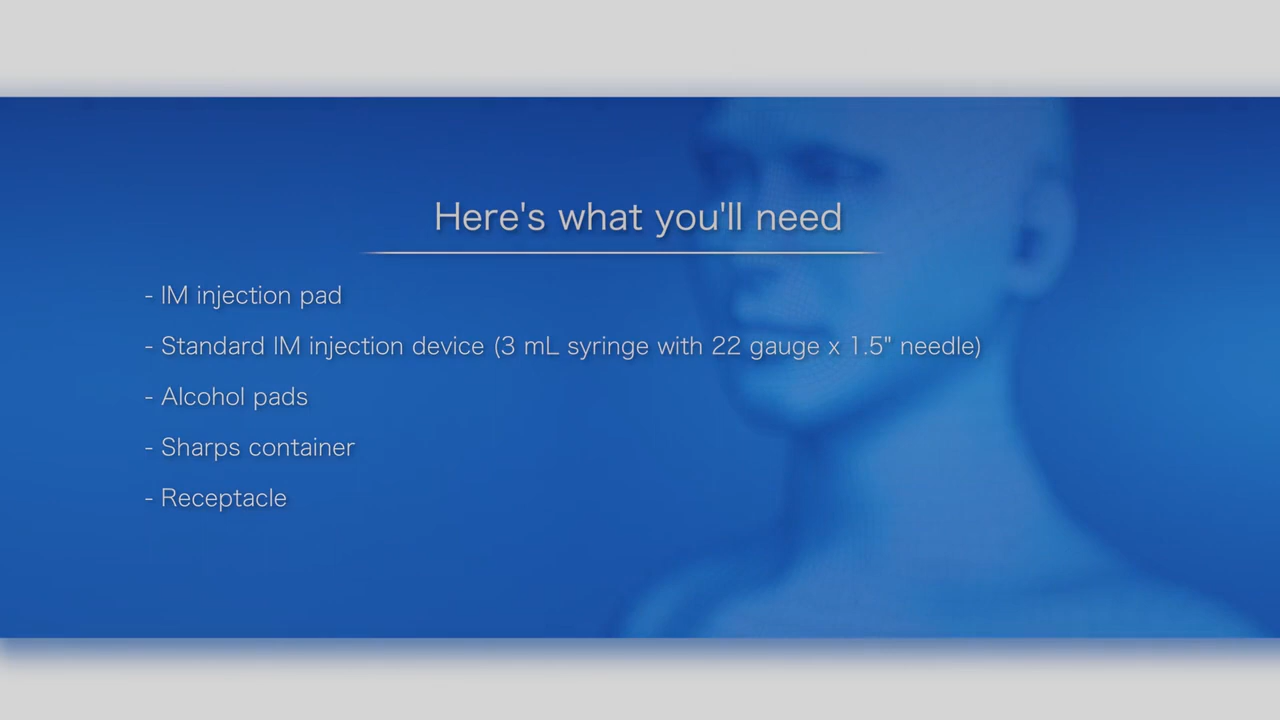 Here's what you'll need
- IM injection pad
- Standard IM injection device (3 mL syringe with 22 gauge x 1.5" needle)
- Alcohol pads
- Sharps container
- Receptacle